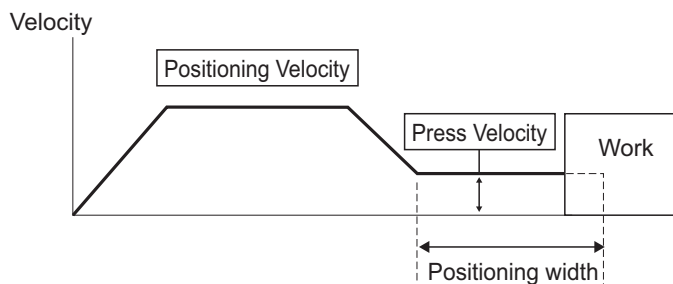 Velocity
Positioning Velocity
Press Velocity
Work
Positioning width